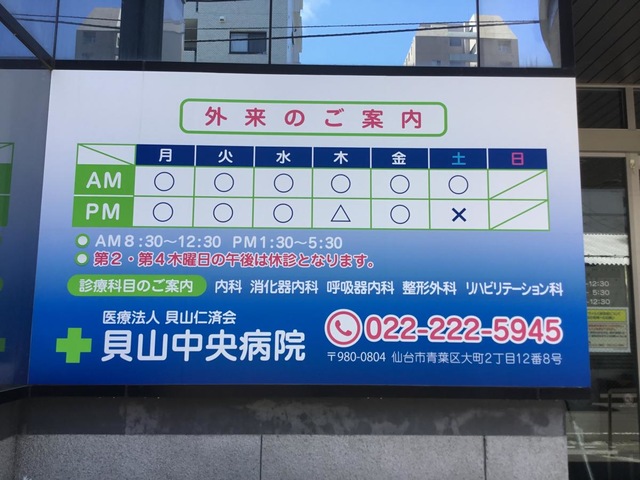 外来のご案内
月 火 水 木 金 土 日
AM ○ ○ ○ ○ ○ ○
PM ○ ○ ○ △ ○ ×
AM8:30～12:30 PM1:30～5:30
第2・第4木曜日の午後は休診となります。
診療科目のご案内 内科 消化器内科 呼吸器内科 整形外科 リハビリテーション科
医療法人 貝山仁済会
貝山中央病院
022-222-5945
〒980-0804 仙台市青葉区大町2丁目12番8号